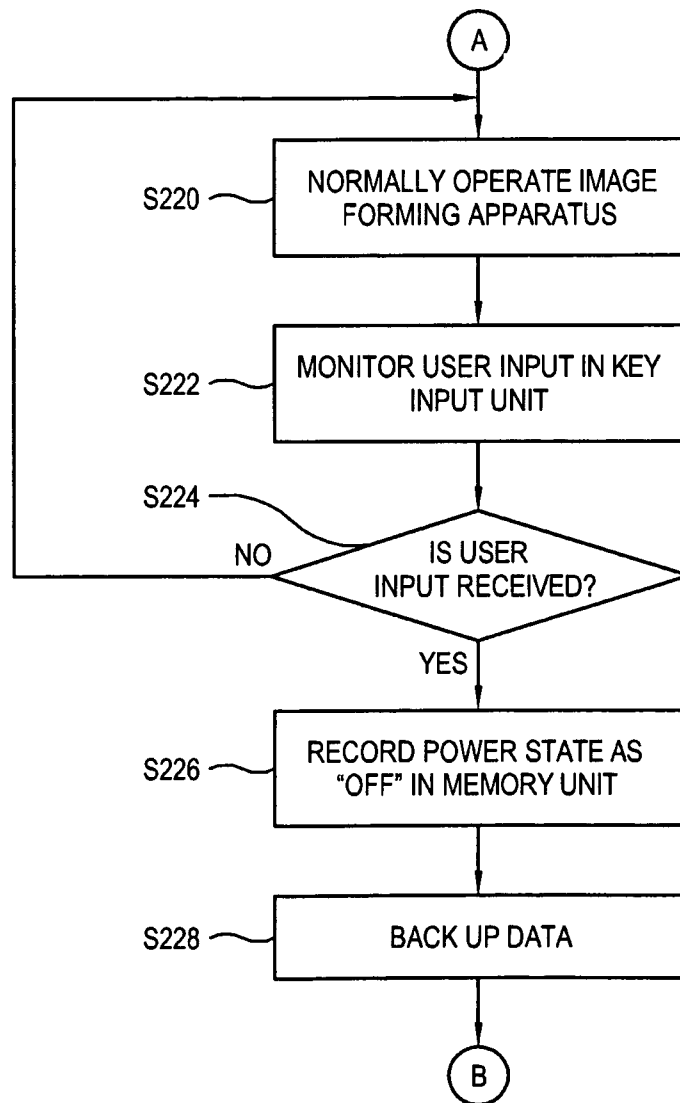 A
S220
NORMALLY OPERATE IMAGE
FORMING APPARATUS
S222
MONITOR USER INPUT IN KEY
INPUT UNIT
S224
NO
IS USER
INPUT RECEIVED?
YES
S226
RECORD POWER STATE AS
“OFF” IN MEMORY UNIT
S228
BACK UP DATA
B